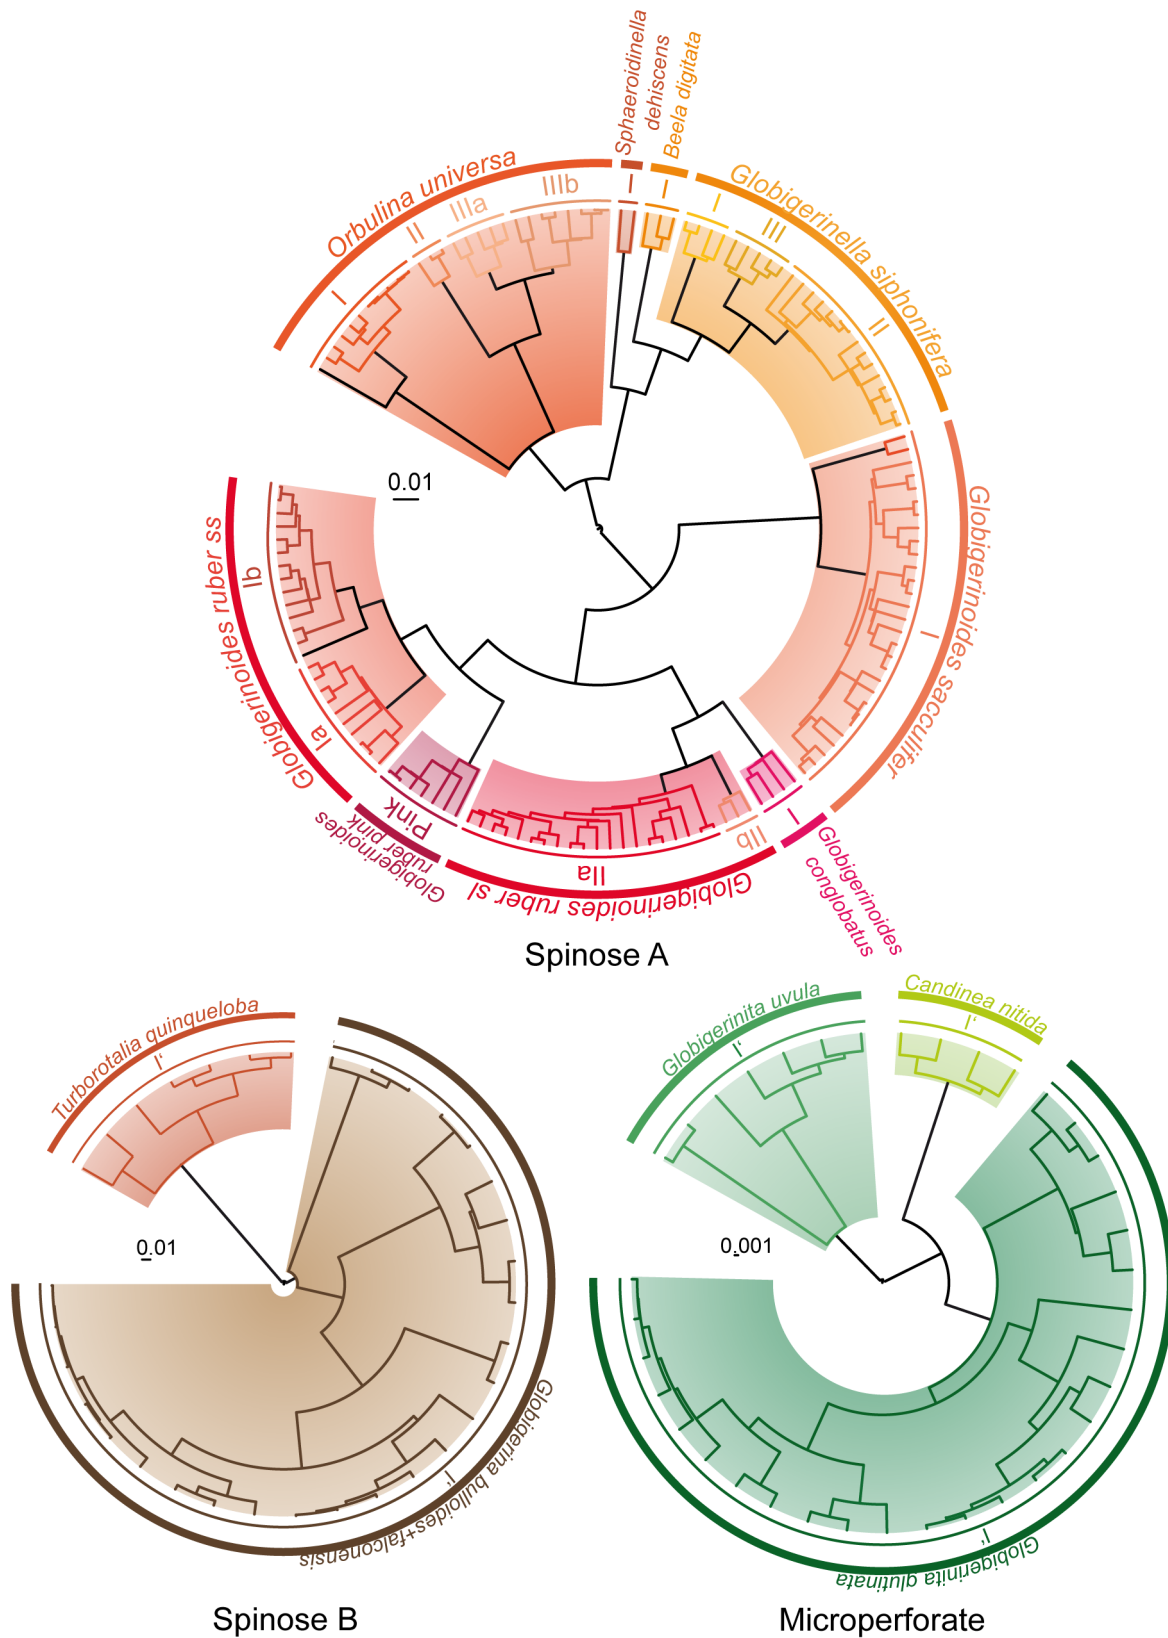 Sphaeroidinella
dehiscens
Beela digitata
Orbulina universa
Globigerinella siphonifera
I
II
IIIa
IIIb
I
I
I
III
II
0.01
Globigerinoides ruber ss
Ib
Ia
Globigerinoides sacculifer
I
Pink
Globigerinoides
ruber pink
IIa
IIb
Globigerinoides ruber sl
I
Globigerinoides
conglobatus
Spinose A
Turborotalia quinqueloba
I'
0.01
Globigerina bulloides+falconensis
I'
Spinose B
Globigerinita uvula
I'
Candinea nitida
I'
0.001
Globigerinita glutinata
I'
Microperforate